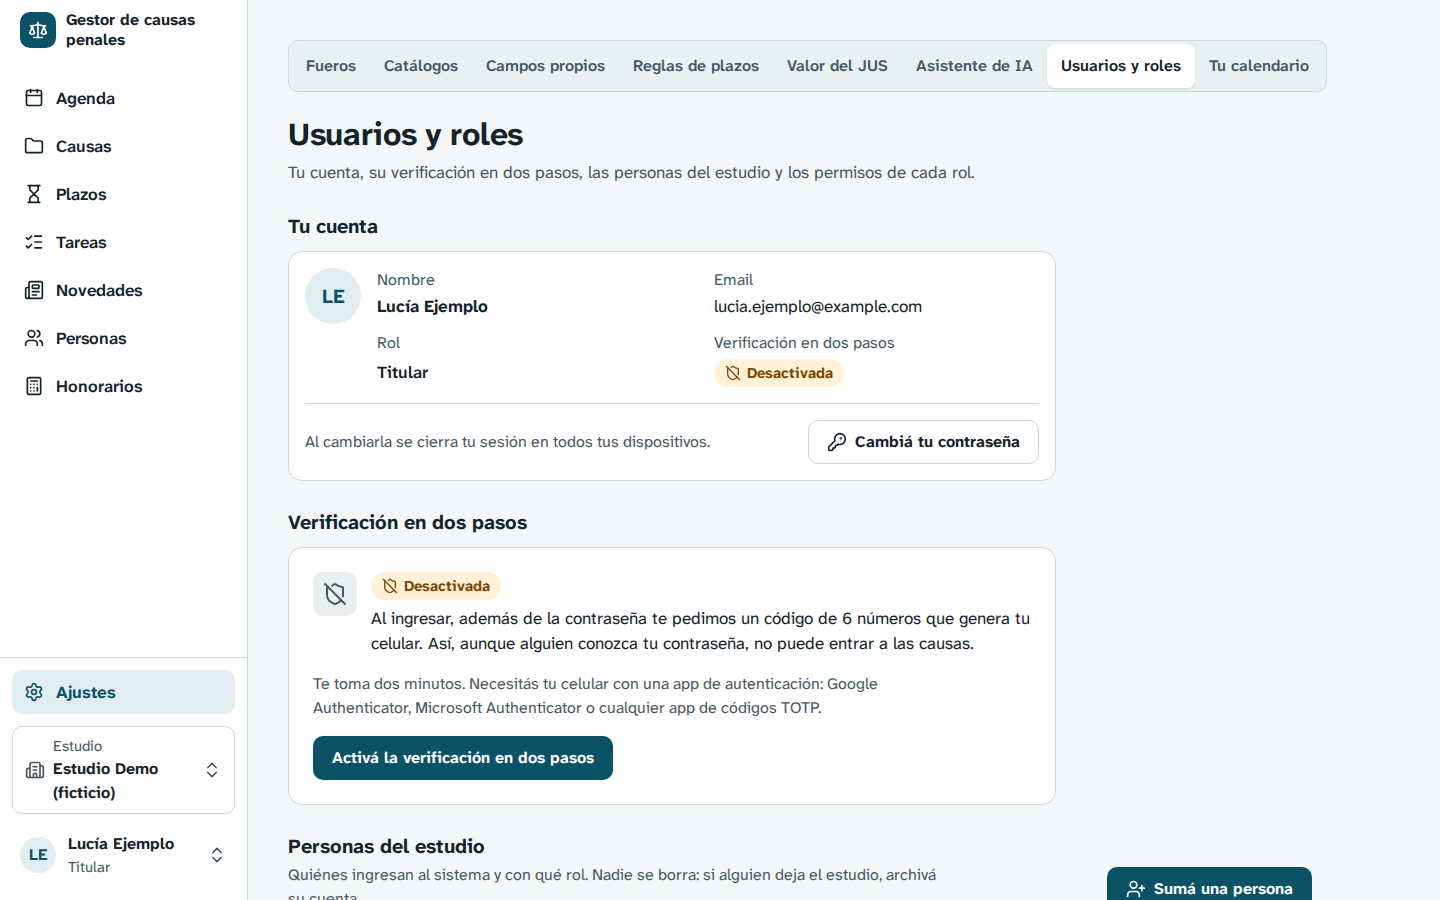 Gestor de causas
penales
Agenda
Causas
Plazos
Tareas
Novedades
Personas
Honorarios
Ajustes
Estudio
Estudio Demo
(ficticio)
LE
Lucía Ejemplo
Titular
Fueros
Catálogos
Campos propios
Reglas de plazos
Valor del JUS
Asistente de IA
Usuarios y roles
Tu calendario
Usuarios y roles
Tu cuenta, su verificación en dos pasos, las personas del estudio y los permisos de cada rol.
Tu cuenta
LE
Nombre
Lucía Ejemplo
Email
lucia.ejemplo@example.com
Rol
Titular
Verificación en dos pasos
Desactivada
Al cambiarla se cierra tu sesión en todos tus dispositivos.
Cambiá tu contraseña
Verificación en dos pasos
Desactivada
Al ingresar, además de la contraseña te pedimos un código de 6 números que genera tu
celular. Así, aunque alguien conozca tu contraseña, no puede entrar a las causas.
Te toma dos minutos. Necesitás tu celular con una app de autenticación: Google
Authenticator, Microsoft Authenticator o cualquier app de códigos TOTP.
Activá la verificación en dos pasos
Personas del estudio
Quiénes ingresan al sistema y con qué rol. Nadie se borra: si alguien deja el estudio, archivá
su cuenta.
Sumá una persona